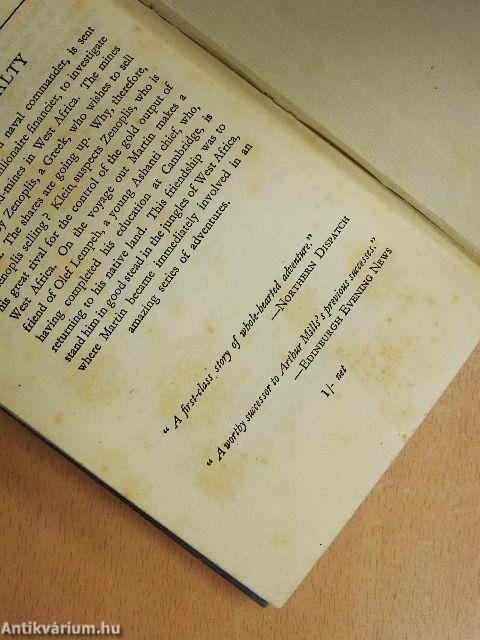 ALTY
naval commander, is sent
llionaire financier, to investigate
-mines in West Africa. The mines
by Zenoplis, a Greek, who wishes to sell
The shares are going up. Why, therefore,
enoplis selling? Klein suspects Zenoplis, who is
his great rival for the control of the gold output of
West Africa. On the voyage out Martin makes a
friend of Olef Lempeh, a young Ashanti chief, who,
having completed his education at Cambridge, is
returning to his native land. This friendship was to
stand him in good stead in the jungles of West Africa,
where Martin became immediately involved in an
amazing series of adventures.
" A first-class story of whole-hearted adventure."
—NORTHERN DISPATCH
" A worthy successor to Arthur Mills's previous successes."
—EDINBURGH EVENING NEWS
1/- net
Antikvárium.hu